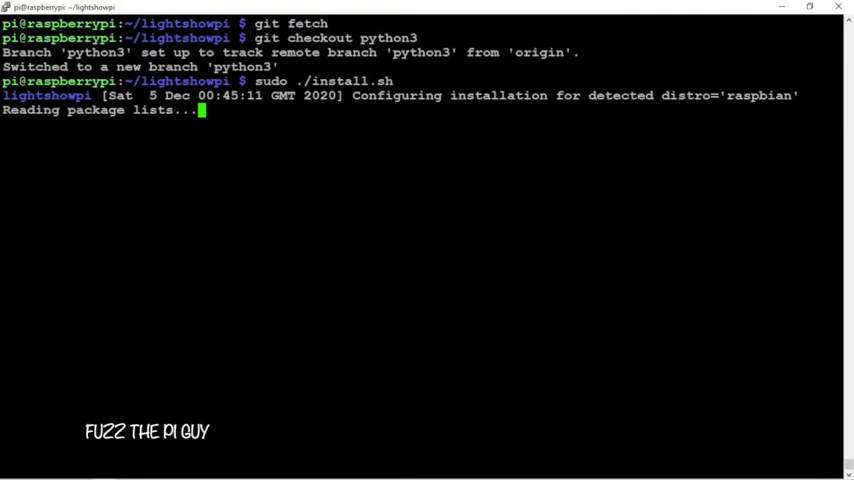 pi@raspberrypi: ~/lightshowpi
pi@raspberrypi:~/lightshowpi $ git fetch
pi@raspberrypi:~/lightshowpi $ git checkout python3
Branch 'python3' set up to track remote branch 'python3' from 'origin'.
Switched to a new branch 'python3'
pi@raspberrypi:~/lightshowpi $ sudo ./install.sh
lightshowpi [Sat  5 Dec 00:45:11 GMT 2020] Configuring installation for detected distro='raspbian'
Reading package lists...
FUZZ THE PI GUY